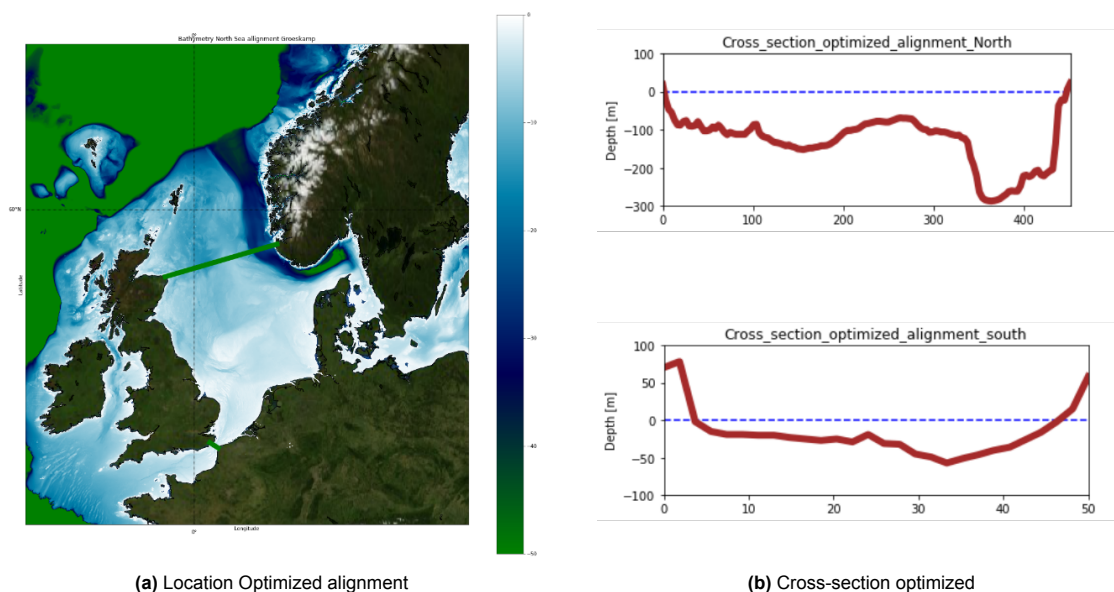 Bathymetry North Sea allignment Groeskamp
0°
60°N
Latitude
0°
Longitude
0
−10
−20
−30
−40
−50
(a) Location Optimized alignment
Cross_section_optimized_alignment_North
Depth [m]
100
0
−100
−200
−300
0 100 200 300 400
Cross_section_optimized_alignment_south
Depth [m]
100
50
0
−50
−100
0 10 20 30 40 50
(b) Cross-section optimized